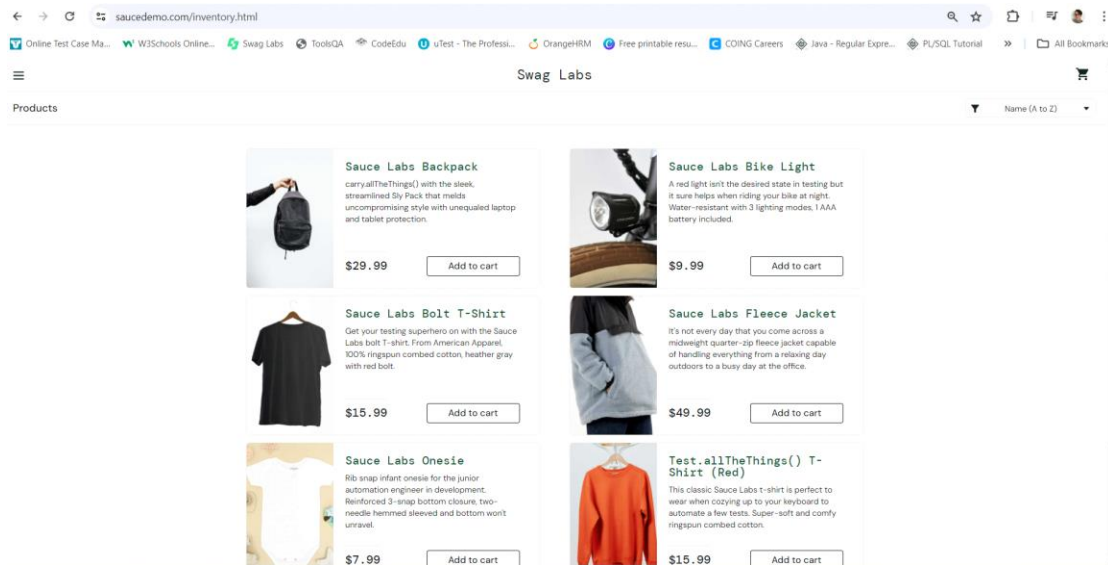 saucedemo.com/inventory.html
Online Test Case Ma... W3Schools Online... Swag Labs ToolsQA CodeEdu uTest - The Professi... OrangeHRM Free printable resu... COING Careers Java - Regular Expre... PL/SQL Tutorial » All Bookmarks
Swag Labs
Products
Name (A to Z)
Sauce Labs Backpack
carry.allTheThings() with the sleek,
streamlined Sly Pack that melds
uncompromising style with unequaled laptop
and tablet protection.
$29.99 Add to cart
Sauce Labs Bike Light
A red light isn't the desired state in testing but
it sure helps when riding your bike at night.
Water-resistant with 3 lighting modes, 1 AAA
battery included.
$9.99 Add to cart
Sauce Labs Bolt T-Shirt
Get your testing superhero on with the Sauce
Labs bolt T-shirt. From American Apparel,
100% ringspun combed cotton, heather gray
with red bolt.
$15.99 Add to cart
Sauce Labs Fleece Jacket
It's not every day that you come across a
midweight quarter-zip fleece jacket capable
of handling everything from a relaxing day
outdoors to a busy day at the office.
$49.99 Add to cart
Sauce Labs Onesie
Rib snap infant onesie for the junior
automation engineer in development.
Reinforced 3-snap bottom closure, two-
needle hemmed sleeved and bottom won't
unravel.
$7.99 Add to cart
Test.allTheThings() T-
Shirt (Red)
This classic Sauce Labs t-shirt is perfect to
wear when cozying up to your keyboard to
automate a few tests. Super-soft and comfy
ringspun combed cotton.
$15.99 Add to cart